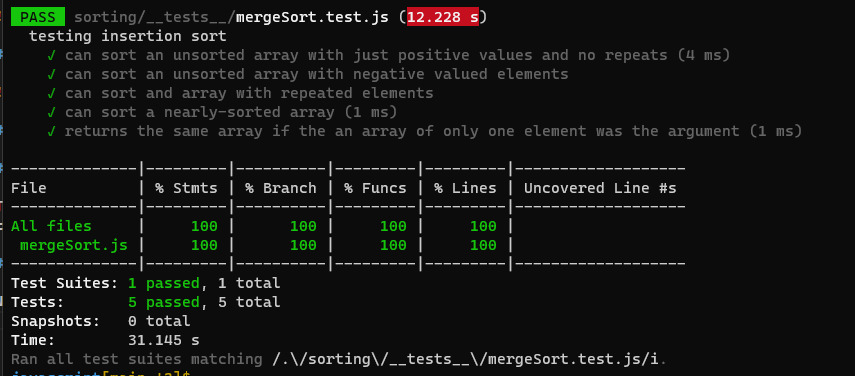 PASS sorting/__tests__/mergeSort.test.js (12.228 s)
testing insertion sort
✓ can sort an unsorted array with just positive values and no repeats (4 ms)
✓ can sort an unsorted array with negative valued elements
✓ can sort and array with repeated elements
✓ can sort a nearly-sorted array (1 ms)
✓ returns the same array if the an array of only one element was the argument (1 ms)
--------------|---------|----------|---------|---------|-------------------
File          | % Stmts | % Branch | % Funcs | % Lines | Uncovered Line #s
--------------|---------|----------|---------|---------|-------------------
All files     |     100 |      100 |     100 |     100 |
 mergeSort.js |     100 |      100 |     100 |     100 |
--------------|---------|----------|---------|---------|-------------------
Test Suites: 1 passed, 1 total
Tests:       5 passed, 5 total
Snapshots:   0 total
Time:        31.145 s
Ran all test suites matching /.\/sorting\/__tests__\/mergeSort.test.js/i.